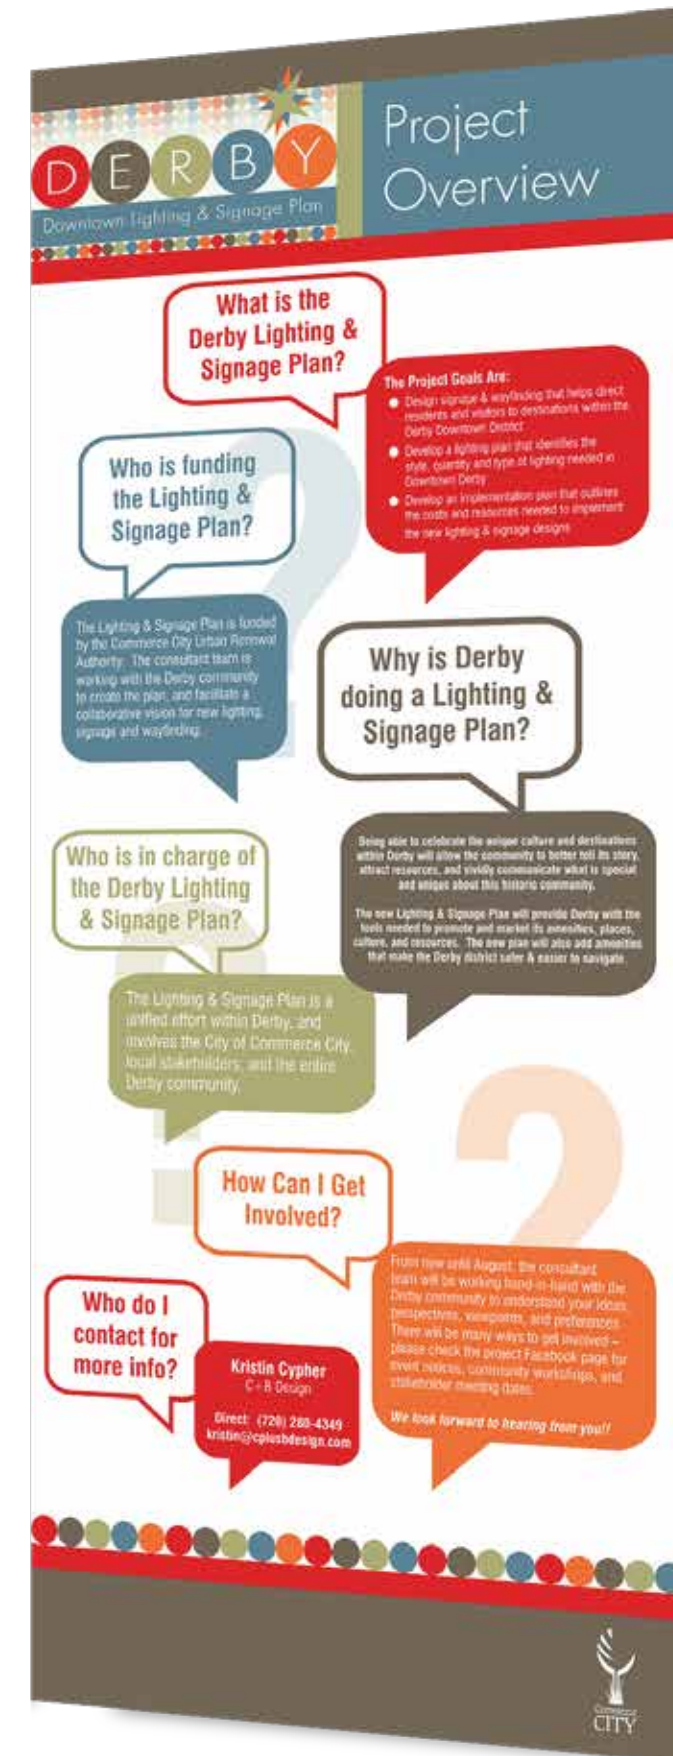 DERBY
Downtown Lighting & Signage Plan
Project
Overview
What is the
Derby Lighting &
Signage Plan?
The Project Goals Are:
Design signage & wayfinding that helps direct
residents and visitors to destinations within the
Derby Downtown District
Develop a lighting plan that identifies the
style, quantity and type of lighting needed in
Downtown Derby
Develop an implementation plan that outlines
the costs and resources needed to implement
the new lighting & signage designs
Who is funding
the Lighting &
Signage Plan?
The Lighting & Signage Plan is funded
by the Commerce City Urban Renewal
Authority. The consultant team is
working with the Derby community
to create the plan, and facilitate a
collaborative vision for new lighting,
signage and wayfinding.
Why is Derby
doing a Lighting &
Signage Plan?
Being able to celebrate the unique culture and destinations
within Derby will allow the community to better tell its story,
attract resources, and vividly communicate what is special
and unique about this historic community.
The new Lighting & Signage Plan will provide Derby with the
tools needed to promote and market its amenities, places,
culture, and resources. The new plan will also add amenities
that make the Derby district safer & easier to navigate.
Who is in charge of
the Derby Lighting
& Signage Plan?
The Lighting & Signage Plan is a
unified effort within Derby, and
involves the City of Commerce City,
local stakeholders, and the entire
Derby community.
How Can I Get
Involved?
From now until August, the consultant
team will be working hand-in-hand with the
Derby community to understand your ideas,
perspectives, viewpoints, and preferences.
There will be many ways to get involved –
please check the project Facebook page for
event notices, community workshops, and
stakeholder meeting dates.
We look forward to hearing from you!!
Who do I
contact for
more info?
Kristin Cypher
C+B Design
Direct: (720) 280-4349
kristin@cplusbdesign.com
Commerce
CITY